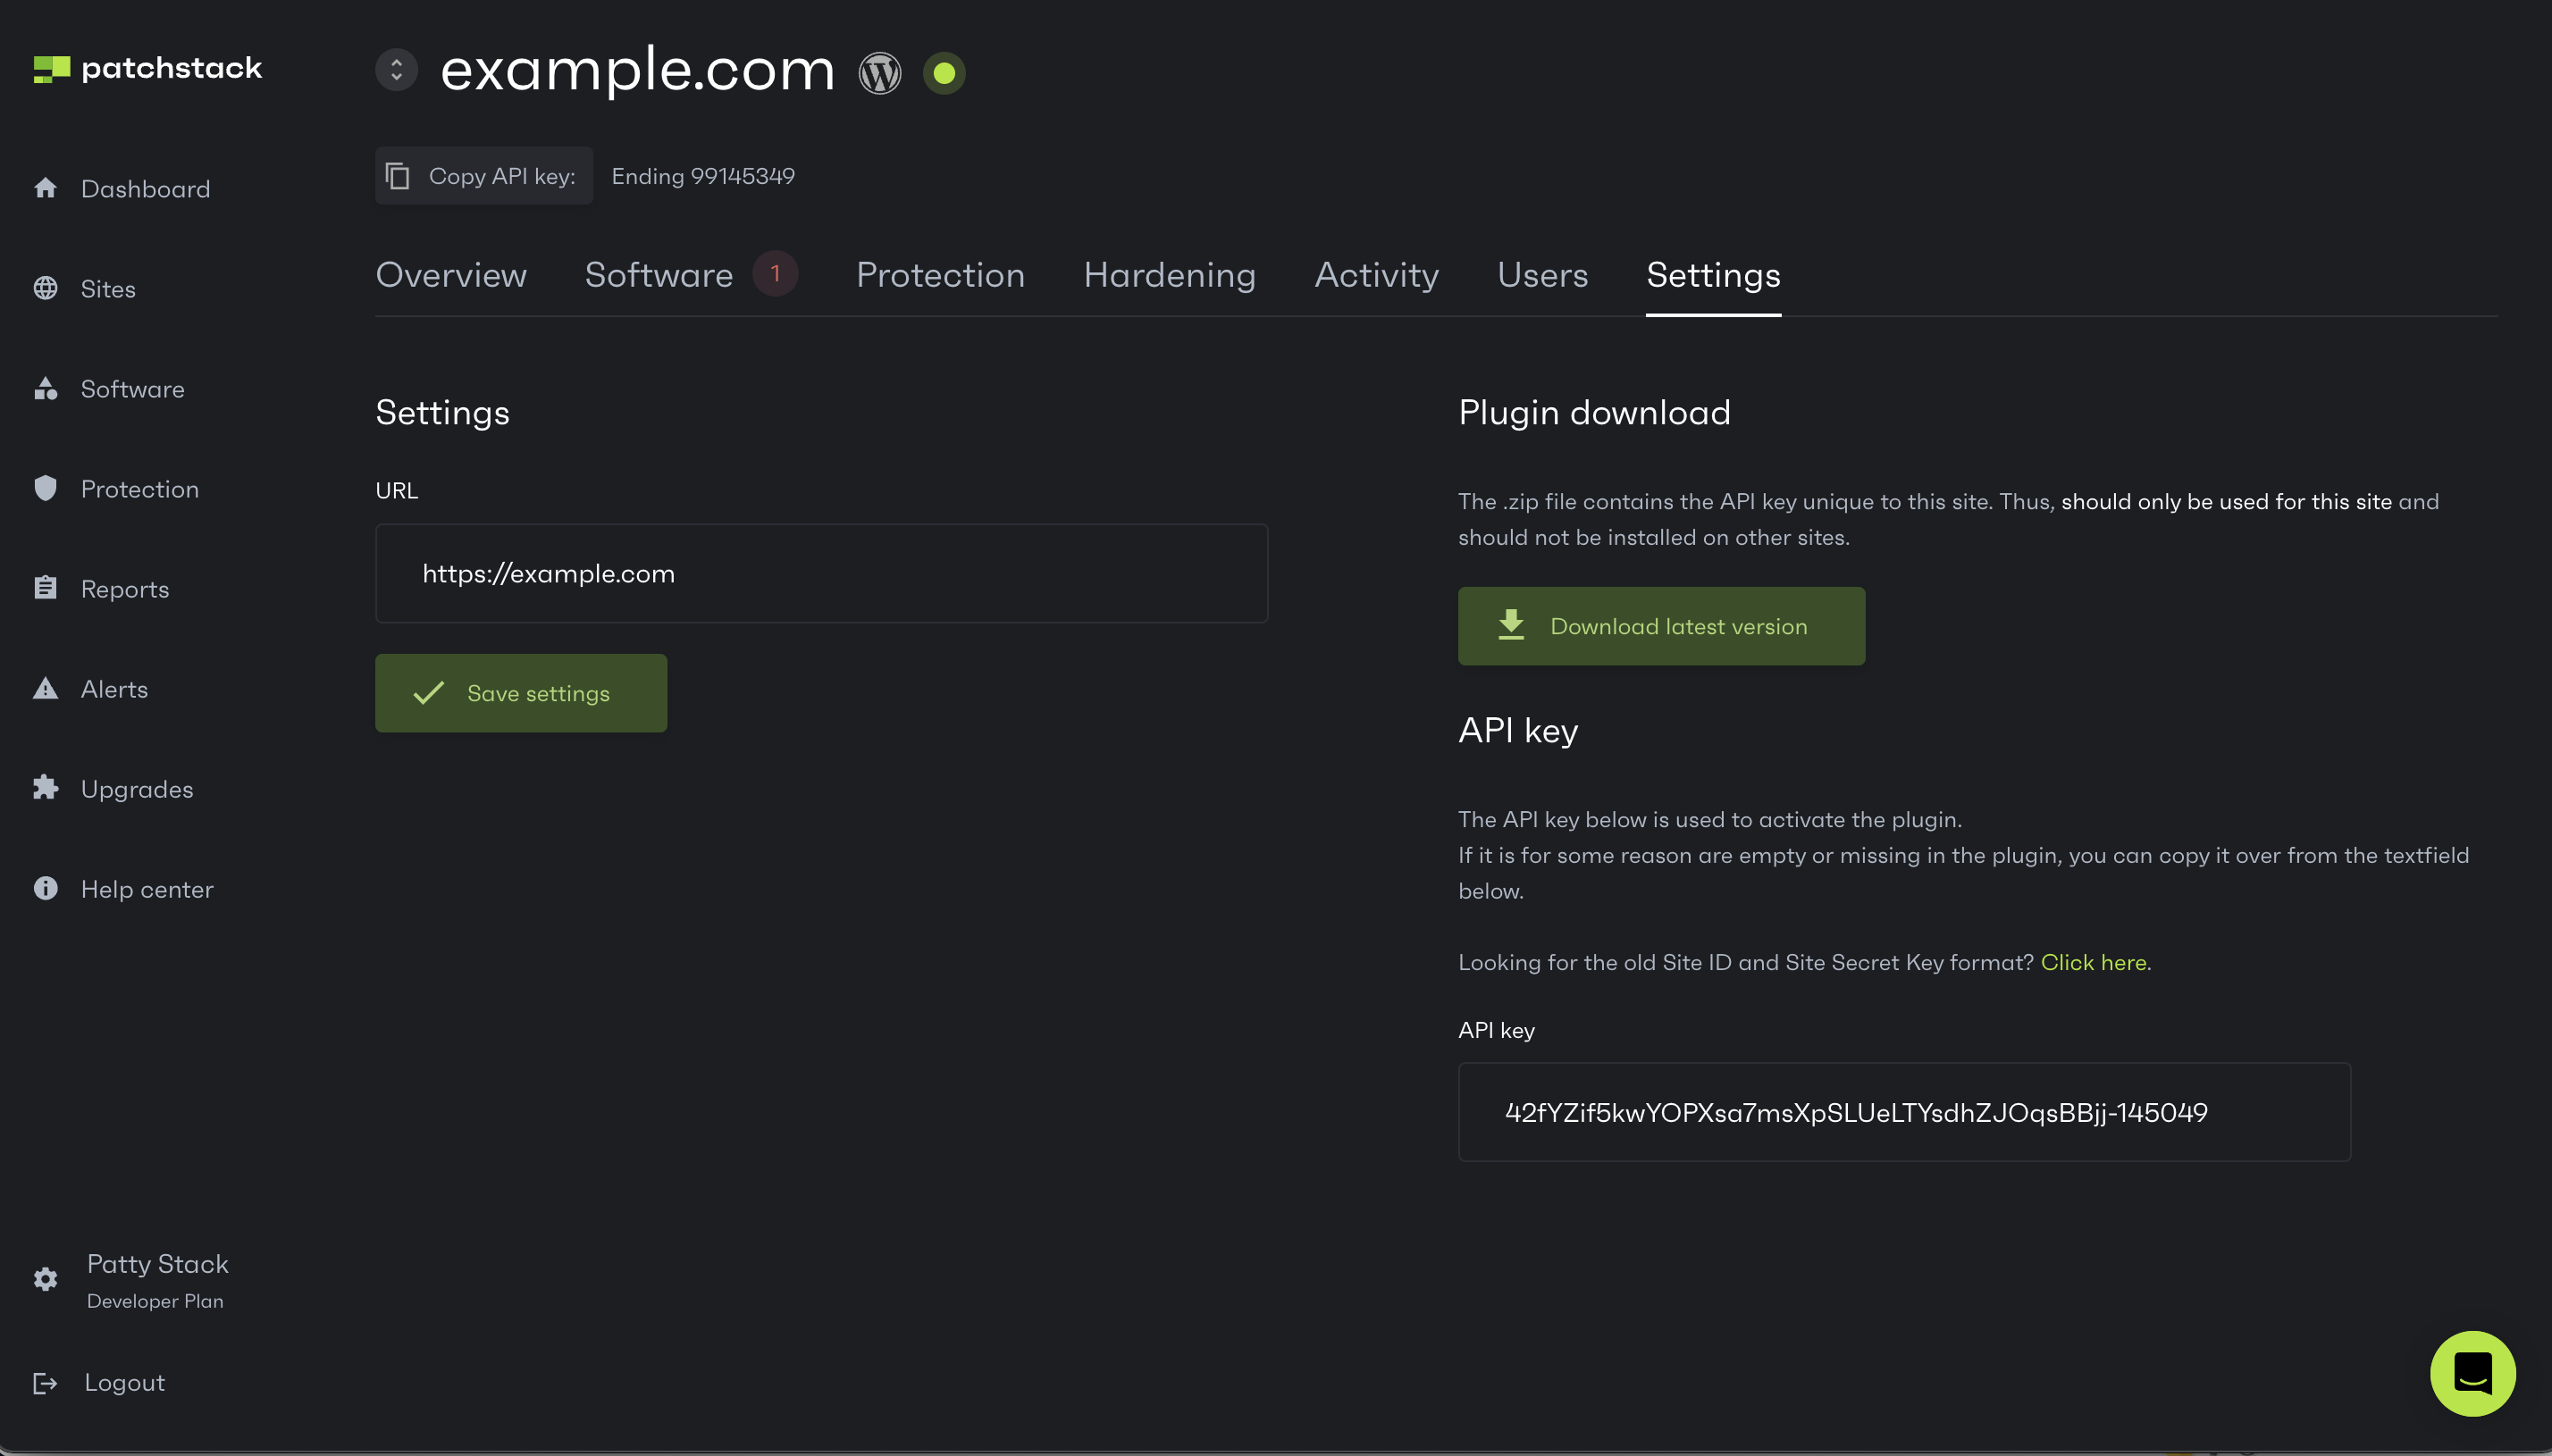 patchstack
Dashboard
Sites
Software
Protection
Reports
Alerts
Upgrades
Help center
Patty Stack
Developer Plan
Logout
example.com
Copy API key: Ending 99145349
Overview Software 1 Protection Hardening Activity Users Settings
Settings
URL
https://example.com
Save settings
Plugin download
The .zip file contains the API key unique to this site. Thus, should only be used for this site and
should not be installed on other sites.
Download latest version
API key
The API key below is used to activate the plugin.
If it is for some reason are empty or missing in the plugin, you can copy it over from the textfield
below.
Looking for the old Site ID and Site Secret Key format? Click here.
API key
42fYZif5kwYOPXsa7msXpSLUeLTYsdhZJOqsBBjj-145049